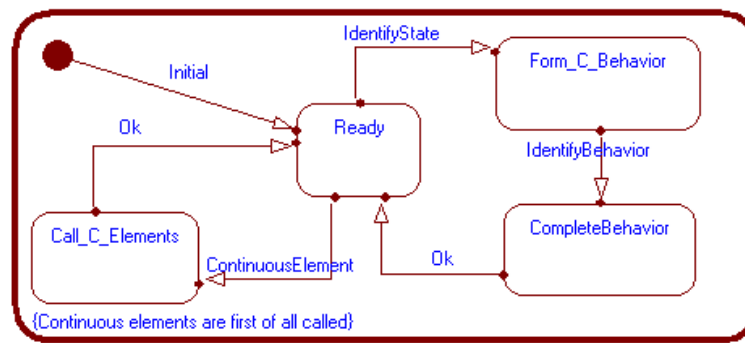 IdentifyState
Form_C_Behavior
Initial
Ok
Ready
IdentifyBehavior
Call_C_Elements
CompleteBehavior
ContinuousElement
Ok
{Continuous elements are first of all called}